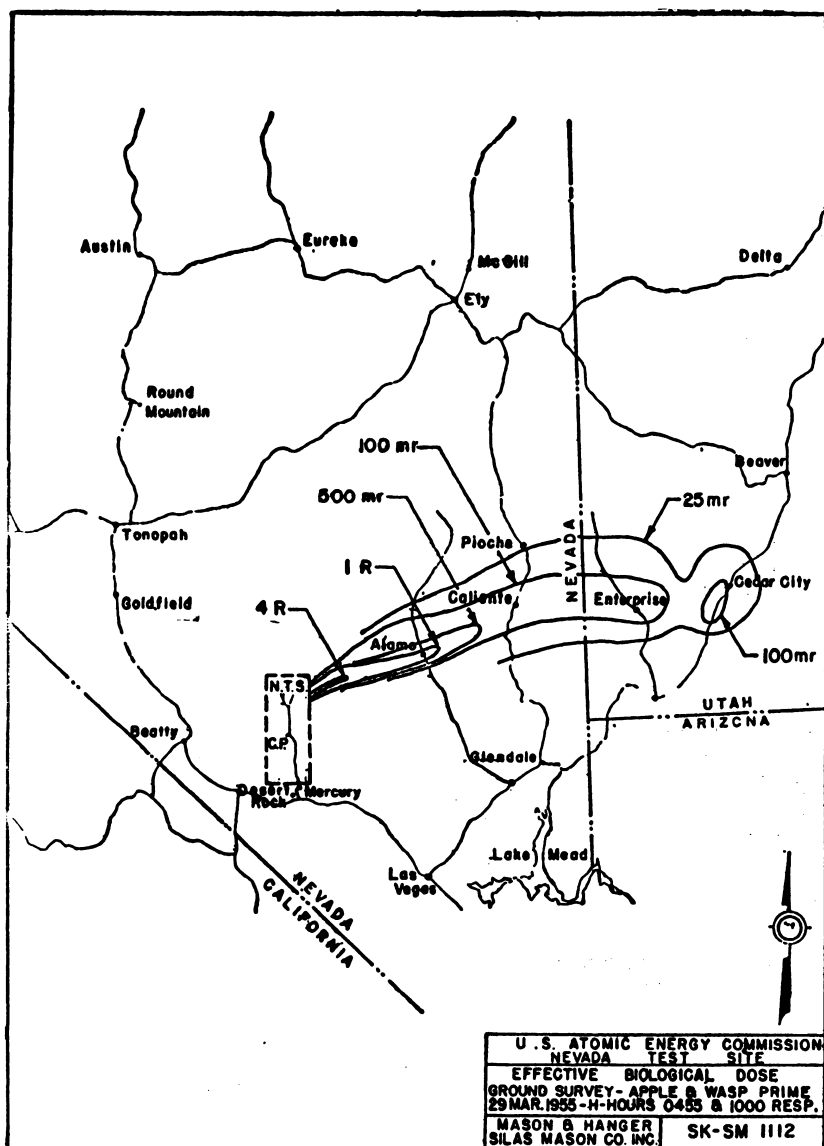 Austin
Eureka
McGill
Ely
Delta
Round
Mountain
100 mr
500 mr
Beaver
25 mr
Tonopah
Pioche
NEVADA
1 R
Goldfield
Caliente
Enterprise
Cedar City
4 R
Alamo
100 mr
N.T.S.
UTAH
ARIZONA
Beatty
C.P.
Glendale
Desert
Rock
Mercury
Las
Vegas
Lake Mead
NEVADA
CALIFORNIA
U.S. ATOMIC ENERGY COMMISSION
NEVADA TEST SITE
EFFECTIVE BIOLOGICAL DOSE
GROUND SURVEY - APPLE & WASP PRIME
29 MAR. 1955 - H-HOURS 0455 & 1000 RESP.
MASON & HANGER
SILAS MASON CO. INC.
SK-SM 1112